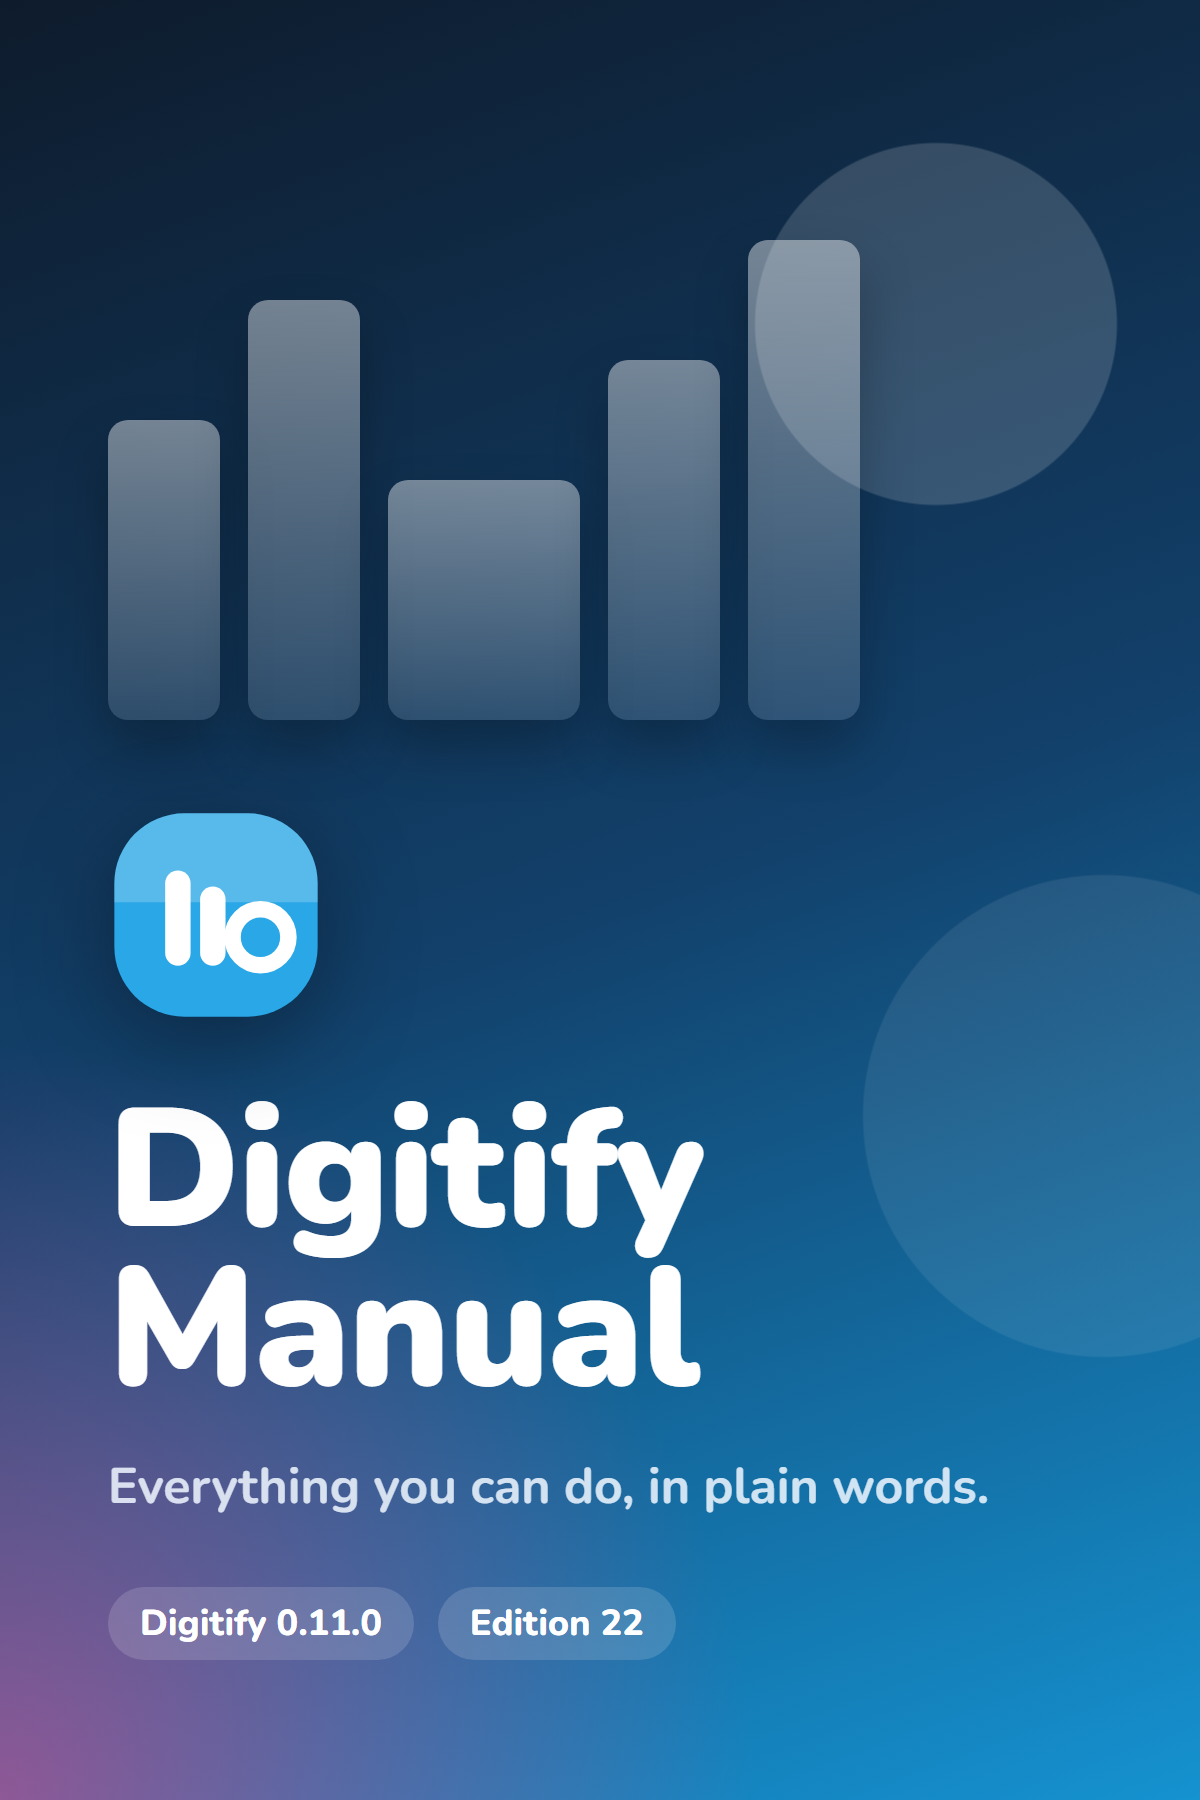 Digitify
Manual
Everything you can do, in plain words.
Digitify 0.11.0
Edition 22